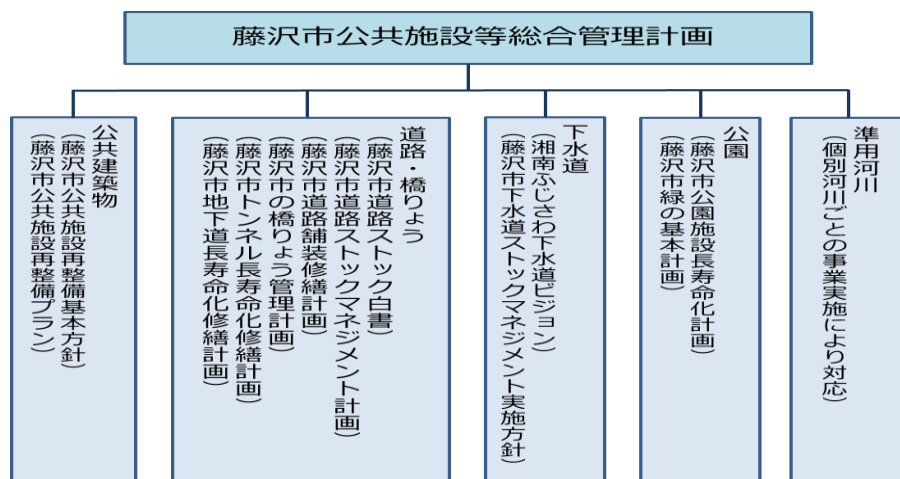 藤沢市公共施設等総合管理計画
公共建築物
(藤沢市公共施設再整備基本方針)
(藤沢市公共施設再整備プラン)
道路・橋りょう
(藤沢市道路ストック白書)
(藤沢市道路ストックマネジメント計画)
(藤沢市道路舗装修繕計画)
(藤沢市の橋りょう管理計画)
(藤沢市トンネル長寿命化修繕計画)
(藤沢市地下道長寿命化修繕計画)
下水道
(湘南ふじさわ下水道ビジョン)
(藤沢市下水道ストックマネジメント実施方針)
公園
(藤沢市公園施設長寿命化計画)
(藤沢市緑の基本計画)
準用河川
(個別河川ごとの事業実施により対応)